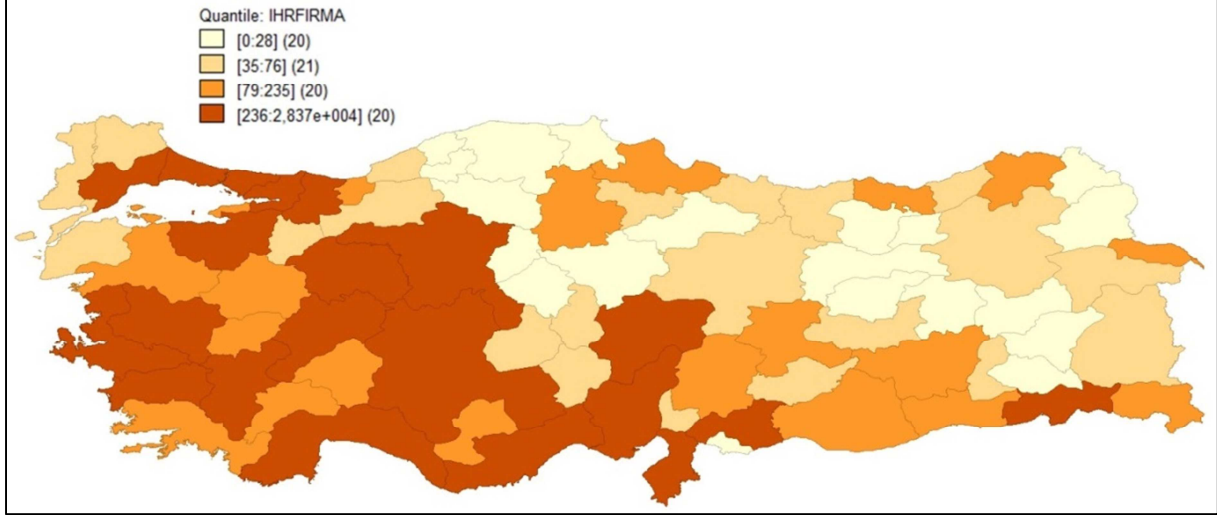 Quantile: IHRFIRMA
[0:28] (20)
[35:76] (21)
[79:235] (20)
[236:2,837e+004] (20)